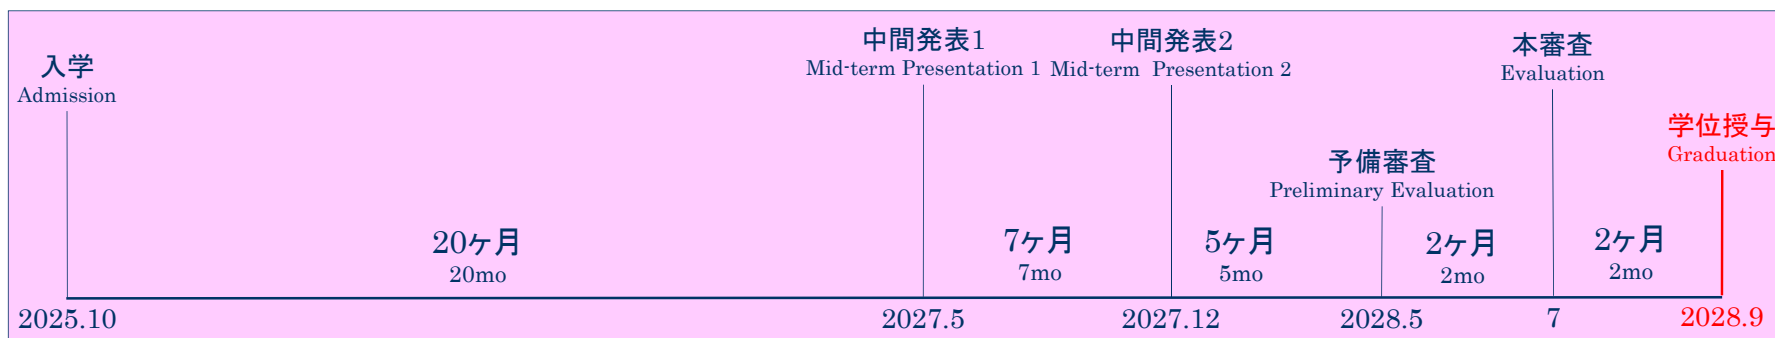 入学
Admission
中間発表1
Mid-term Presentation 1
中間発表2
Mid-term Presentation 2
予備審査
Preliminary Evaluation
本審査
Evaluation
学位授与
Graduation
20ヶ月
20mo
7ヶ月
7mo
5ヶ月
5mo
2ヶ月
2mo
2ヶ月
2mo
2025.10
2027.5
2027.12
2028.5
7
2028.9